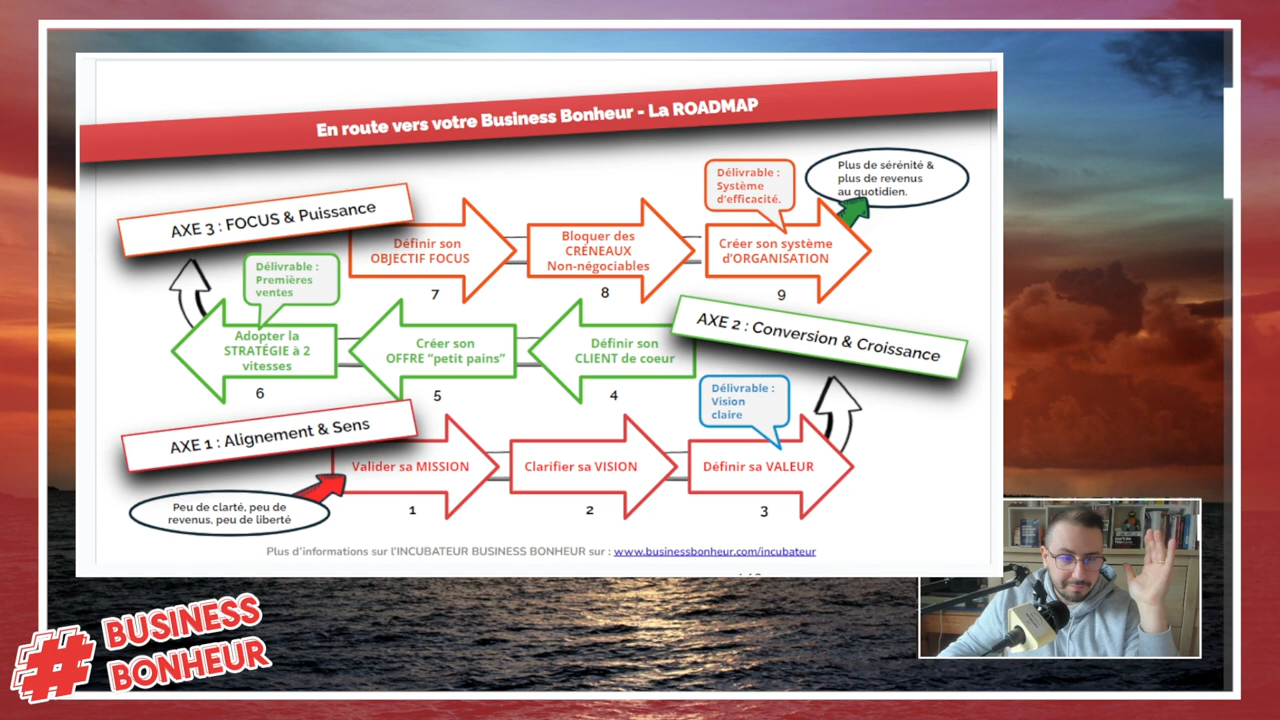 En route vers votre Business Bonheur - La ROADMAP
Plus de sérénité &
plus de revenus
au quotidien.
Délivrable :
Système
d'efficacité.
AXE 3 : FOCUS & Puissance
Définir son
OBJECTIF FOCUS
7
Bloquer des
CRÉNEAUX
Non-négociables
8
Créer son système
d'ORGANISATION
9
Délivrable :
Premières
ventes
AXE 2 : Conversion & Croissance
Adopter la
STRATÉGIE à 2
vitesses
6
Créer son
OFFRE "petit pains"
5
Définir son
CLIENT de coeur
4
Délivrable :
Vision
claire
AXE 1 : Alignement & Sens
Valider sa MISSION
1
Clarifier sa VISION
2
Définir sa VALEUR
3
Peu de clarté, peu de
revenus, peu de liberté
Plus d'informations sur l'INCUBATEUR BUSINESS BONHEUR sur : www.businessbonheur.com/incubateur
# BUSINESS
BONHEUR